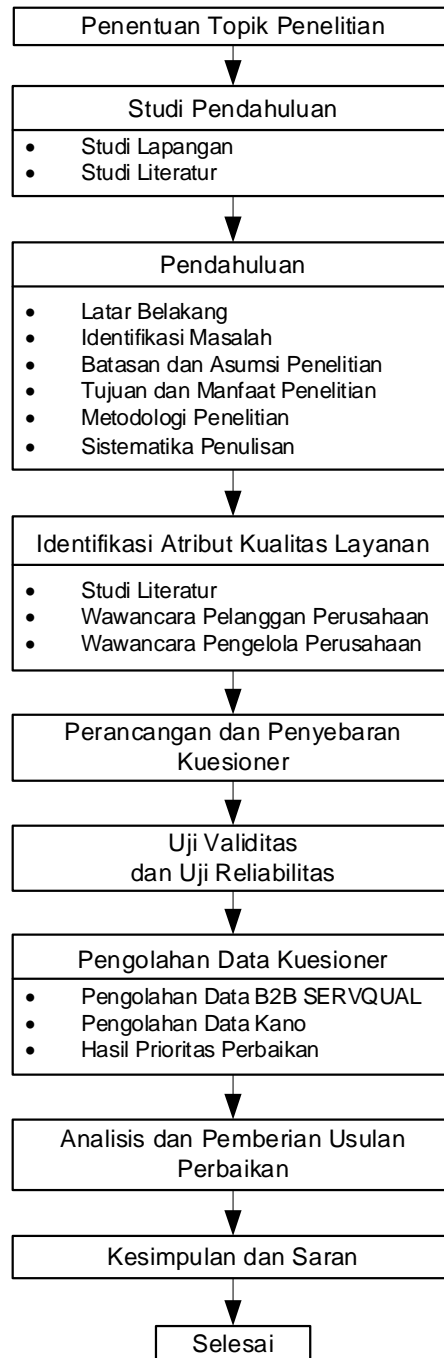 Penentuan Topik Penelitian
Studi Pendahuluan
• Studi Lapangan
• Studi Literatur
Pendahuluan
• Latar Belakang
• Identifikasi Masalah
• Batasan dan Asumsi Penelitian
• Tujuan dan Manfaat Penelitian
• Metodologi Penelitian
• Sistematika Penulisan
Identifikasi Atribut Kualitas Layanan
• Studi Literatur
• Wawancara Pelanggan Perusahaan
• Wawancara Pengelola Perusahaan
Perancangan dan Penyebaran
Kuesioner
Uji Validitas
dan Uji Reliabilitas
Pengolahan Data Kuesioner
• Pengolahan Data B2B SERVQUAL
• Pengolahan Data Kano
• Hasil Prioritas Perbaikan
Analisis dan Pemberian Usulan
Perbaikan
Kesimpulan dan Saran
Selesai